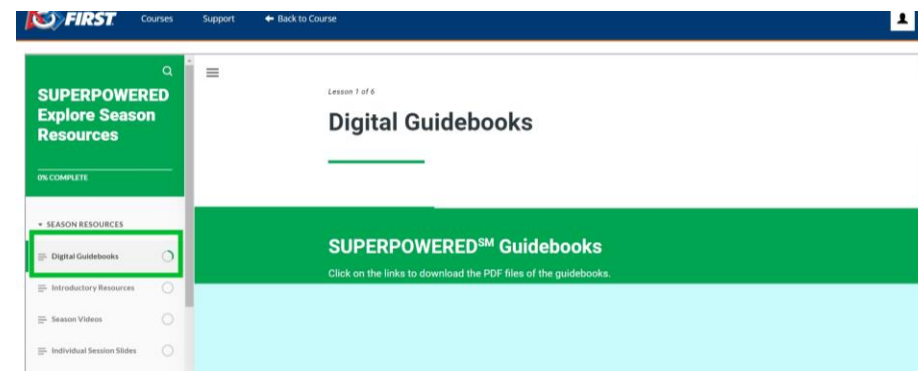 FIRST Courses Support Back to Course
SUPERPOWERED
Explore Season
Resources
0% COMPLETE
SEASON RESOURCES
Digital Guidebooks
Introductory Resources
Season Videos
Individual Session Slides
Lesson 1 of 6
Digital Guidebooks
SUPERPOWERED℠ Guidebooks
Click on the links to download the PDF files of the guidebooks.